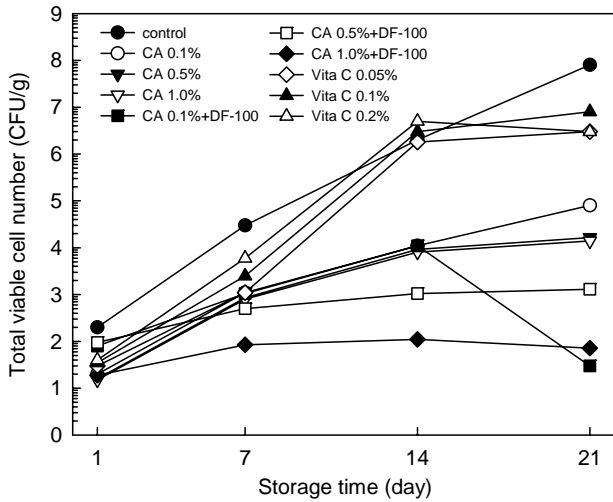 9
8
7
6
5
4
3
2
1
0
Total viable cell number (CFU/g)
control
CA 0.1%
CA 0.5%
CA 1.0%
CA 0.1%+DF-100
CA 0.5%+DF-100
CA 1.0%+DF-100
Vita C 0.05%
Vita C 0.1%
Vita C 0.2%
1 7 14 21
Storage time (day)